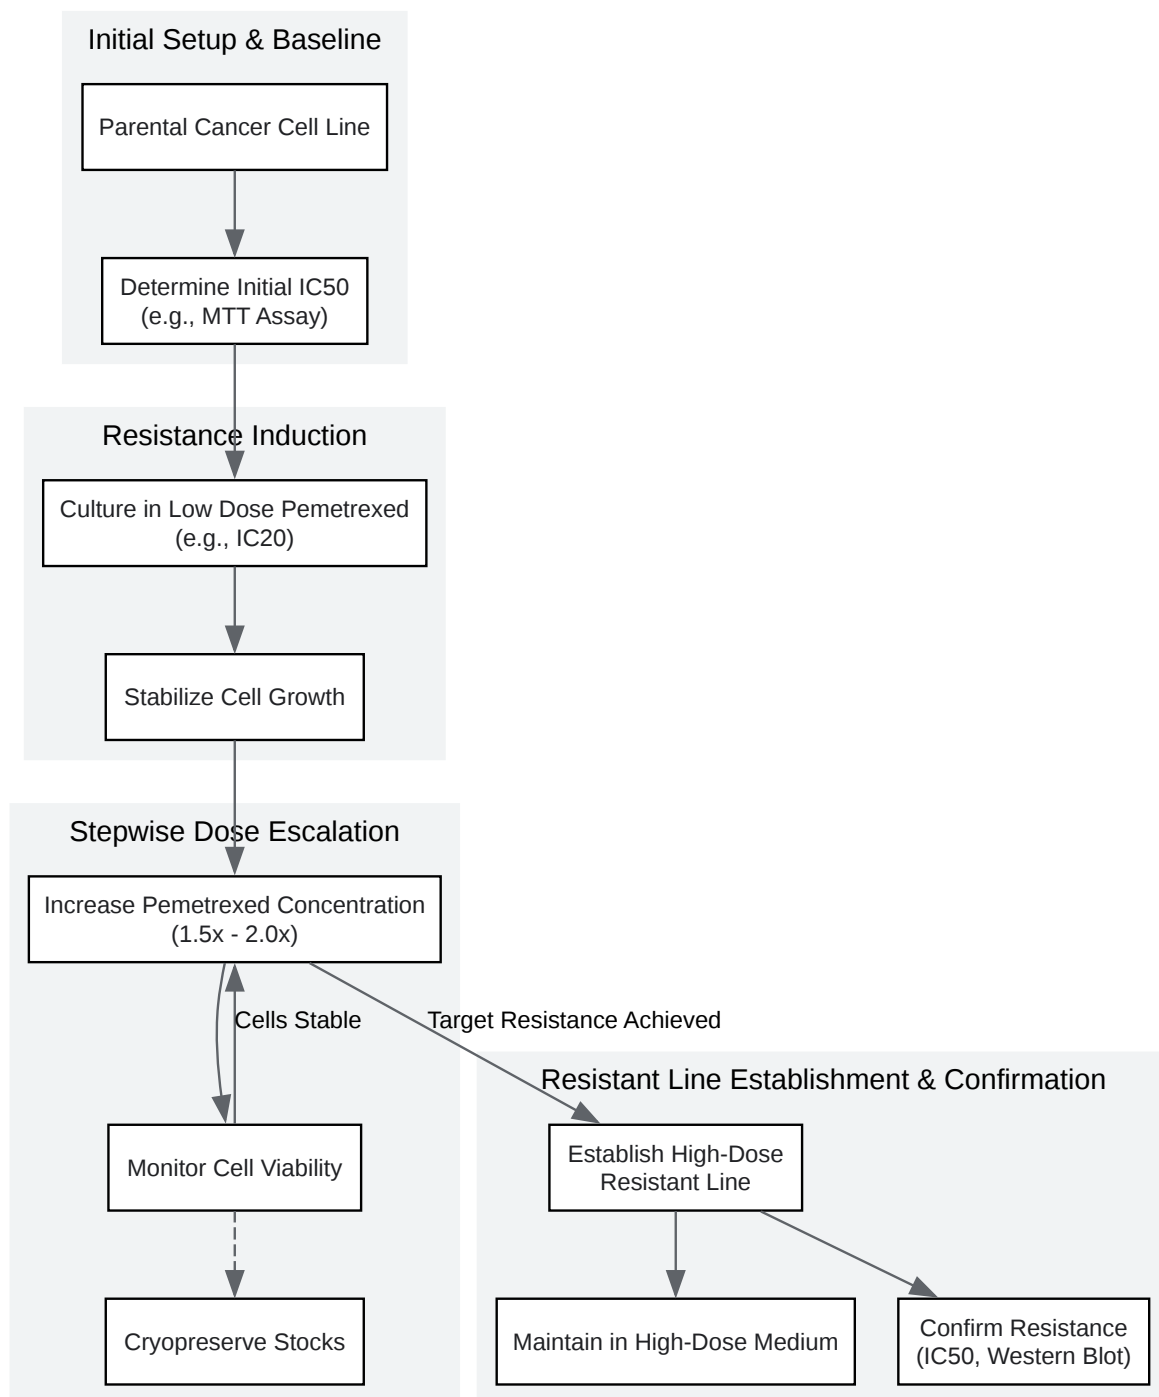 Initial Setup & Baseline
Parental Cancer Cell Line
Determine Initial IC50
(e.g., MTT Assay)
Resistance Induction
Culture in Low Dose Pemetrexed
(e.g., IC20)
Stabilize Cell Growth
Stepwise Dose Escalation
Increase Pemetrexed Concentration
(1.5x - 2.0x)
Cells Stable
Target Resistance Achieved
Monitor Cell Viability
Cryopreserve Stocks
Resistant Line Establishment & Confirmation
Establish High-Dose
Resistant Line
Maintain in High-Dose Medium
Confirm Resistance
(IC50, Western Blot)